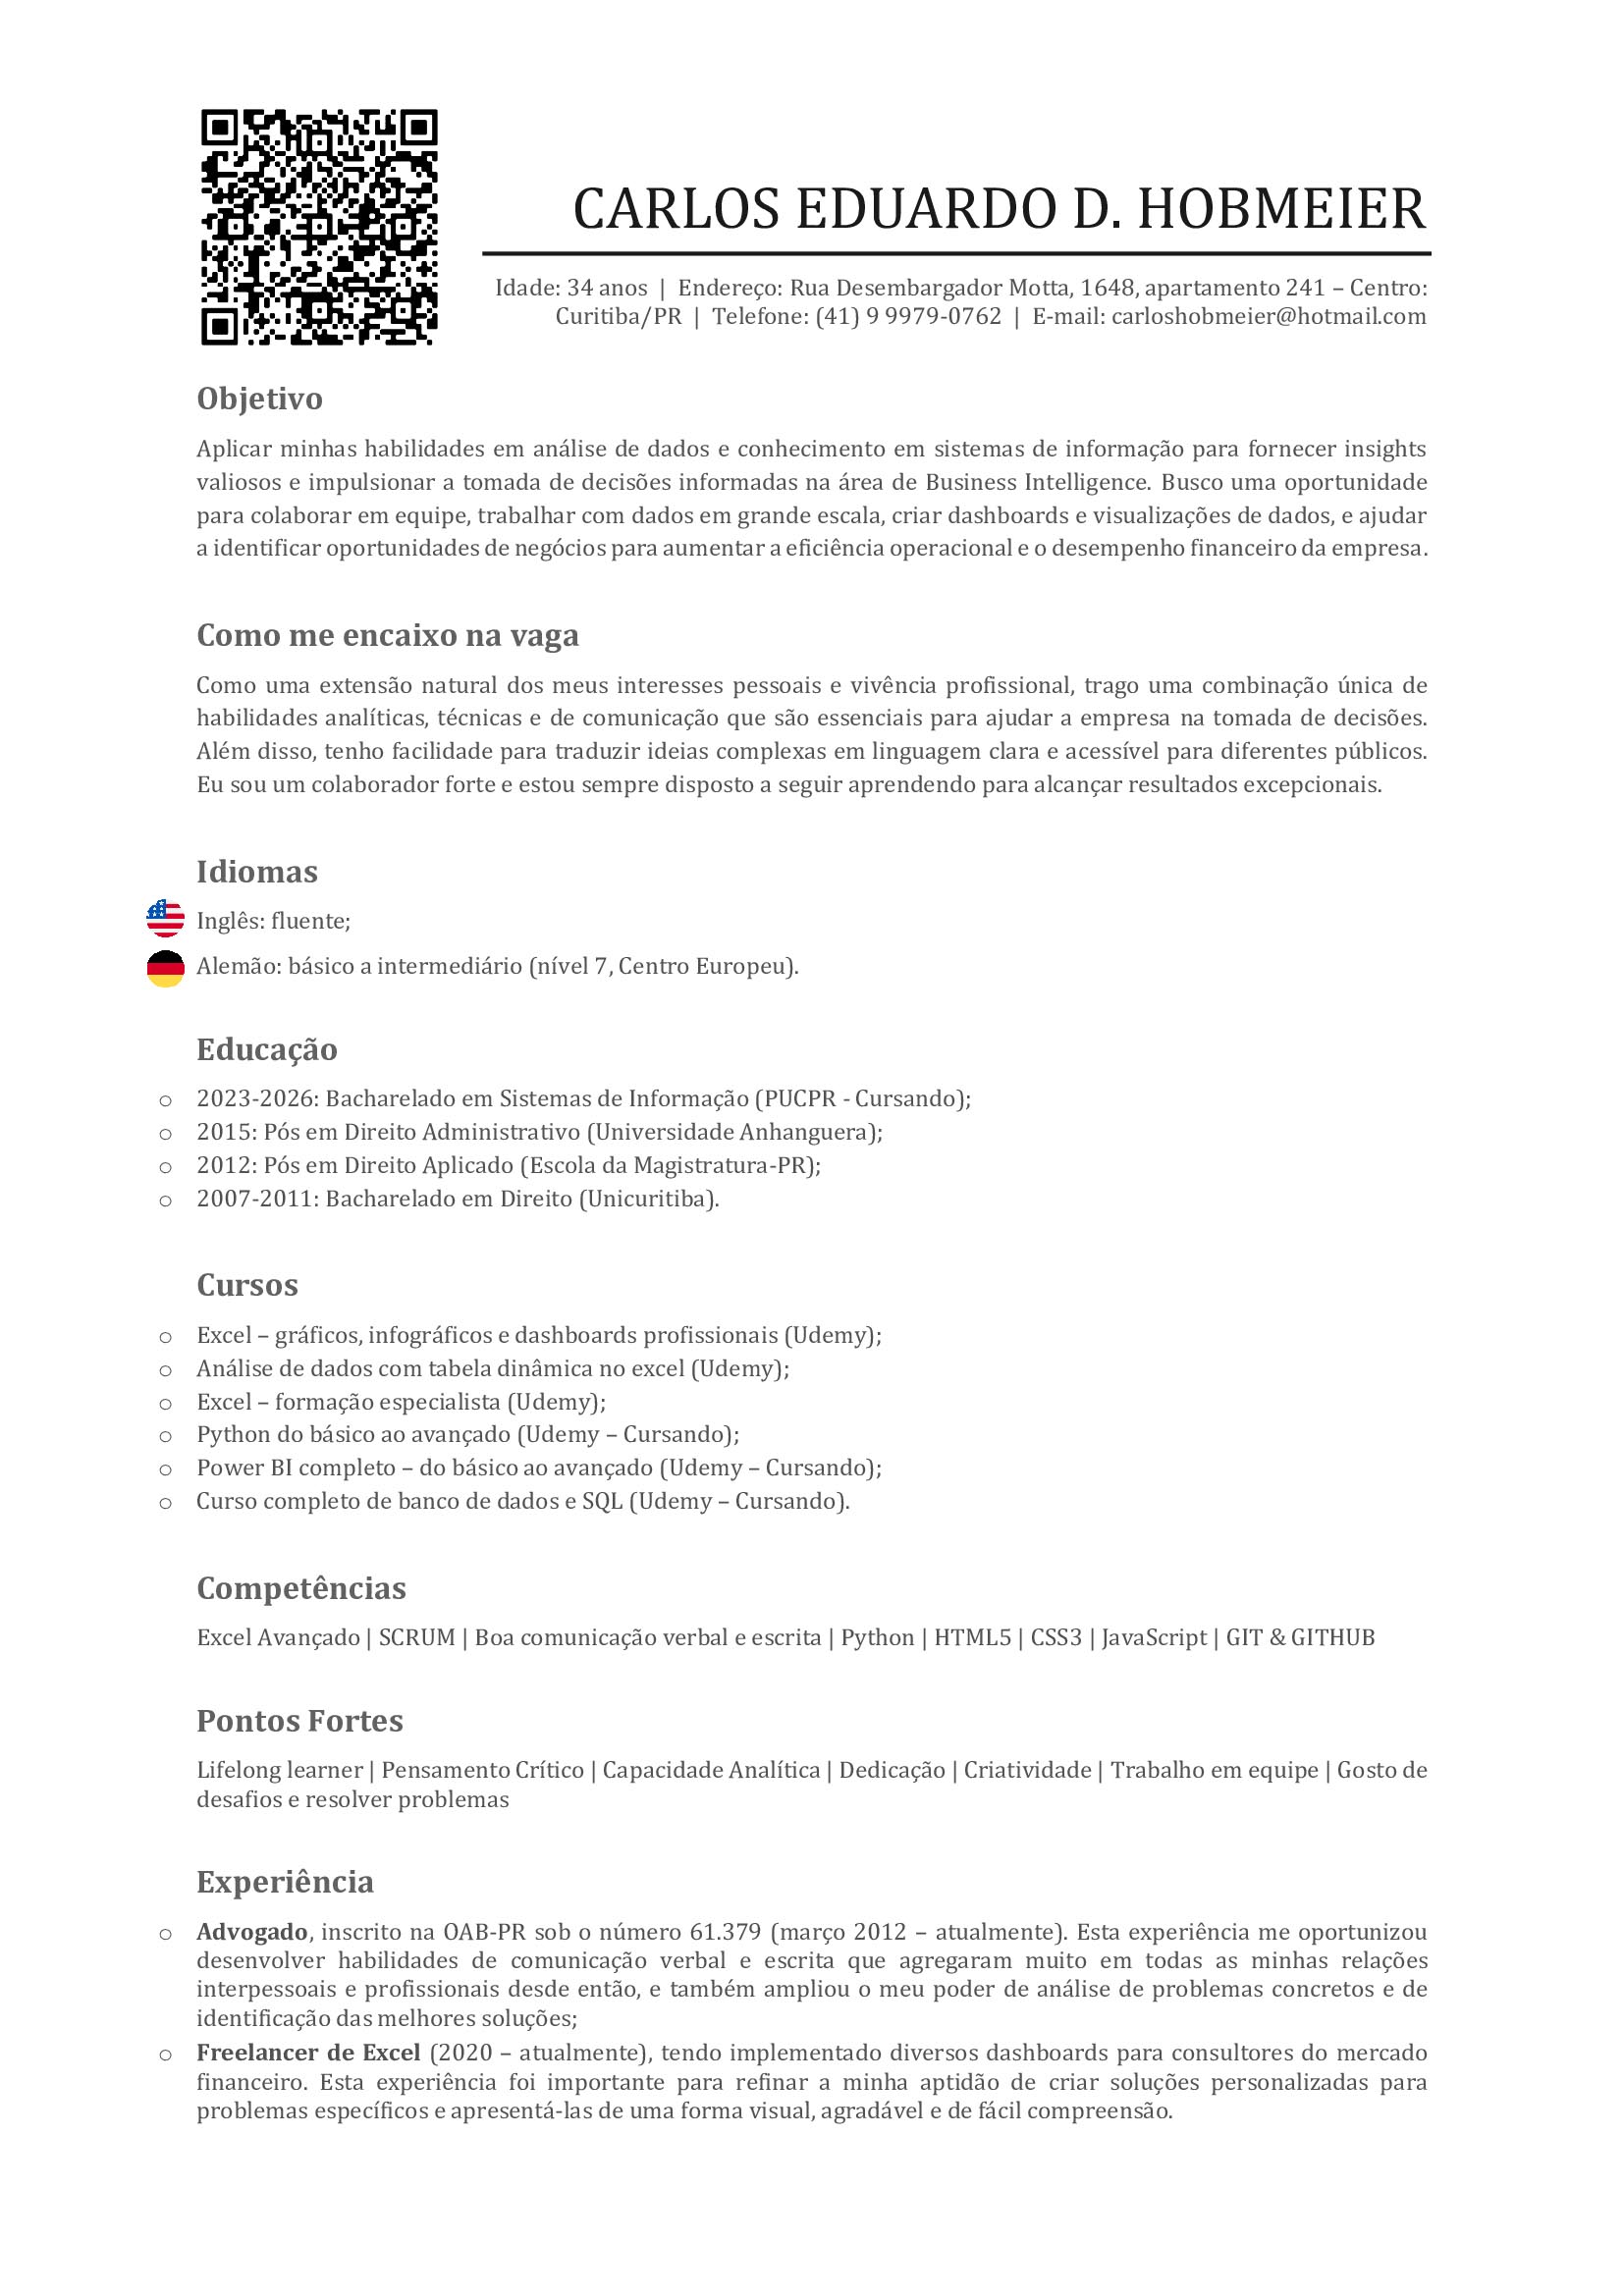 CARLOS EDUARDO D. HOBMEIER
Idade: 34 anos | Endereço: Rua Desembargador Motta, 1648, apartamento 241 – Centro:
Curitiba/PR | Telefone: (41) 9 9979-0762 | E-mail: carloshobmeier@hotmail.com
Objetivo
Aplicar minhas habilidades em análise de dados e conhecimento em sistemas de informação para fornecer insights
valiosos e impulsionar a tomada de decisões informadas na área de Business Intelligence. Busco uma oportunidade
para colaborar em equipe, trabalhar com dados em grande escala, criar dashboards e visualizações de dados, e ajudar
a identificar oportunidades de negócios para aumentar a eficiência operacional e o desempenho financeiro da empresa.
Como me encaixo na vaga
Como uma extensão natural dos meus interesses pessoais e vivência profissional, trago uma combinação única de
habilidades analíticas, técnicas e de comunicação que são essenciais para ajudar a empresa na tomada de decisões.
Além disso, tenho facilidade para traduzir ideias complexas em linguagem clara e acessível para diferentes públicos.
Eu sou um colaborador forte e estou sempre disposto a seguir aprendendo para alcançar resultados excepcionais.
Idiomas
Inglês: fluente;
Alemão: básico a intermediário (nível 7, Centro Europeu).
Educação
o 2023-2026: Bacharelado em Sistemas de Informação (PUCPR - Cursando);
o 2015: Pós em Direito Administrativo (Universidade Anhanguera);
o 2012: Pós em Direito Aplicado (Escola da Magistratura-PR);
o 2007-2011: Bacharelado em Direito (Unicuritiba).
Cursos
o Excel – gráficos, infográficos e dashboards profissionais (Udemy);
o Análise de dados com tabela dinâmica no excel (Udemy);
o Excel – formação especialista (Udemy);
o Python do básico ao avançado (Udemy – Cursando);
o Power BI completo – do básico ao avançado (Udemy – Cursando);
o Curso completo de banco de dados e SQL (Udemy – Cursando).
Competências
Excel Avançado | SCRUM | Boa comunicação verbal e escrita | Python | HTML5 | CSS3 | JavaScript | GIT & GITHUB
Pontos Fortes
Lifelong learner | Pensamento Crítico | Capacidade Analítica | Dedicação | Criatividade | Trabalho em equipe | Gosto de
desafios e resolver problemas
Experiência
o Advogado, inscrito na OAB-PR sob o número 61.379 (março 2012 – atualmente). Esta experiência me oportunizou
desenvolver habilidades de comunicação verbal e escrita que agregaram muito em todas as minhas relações
interpessoais e profissionais desde então, e também ampliou o meu poder de análise de problemas concretos e de
identificação das melhores soluções;
o Freelancer de Excel (2020 – atualmente), tendo implementado diversos dashboards para consultores do mercado
financeiro. Esta experiência foi importante para refinar a minha aptidão de criar soluções personalizadas para
problemas específicos e apresentá-las de uma forma visual, agradável e de fácil compreensão.